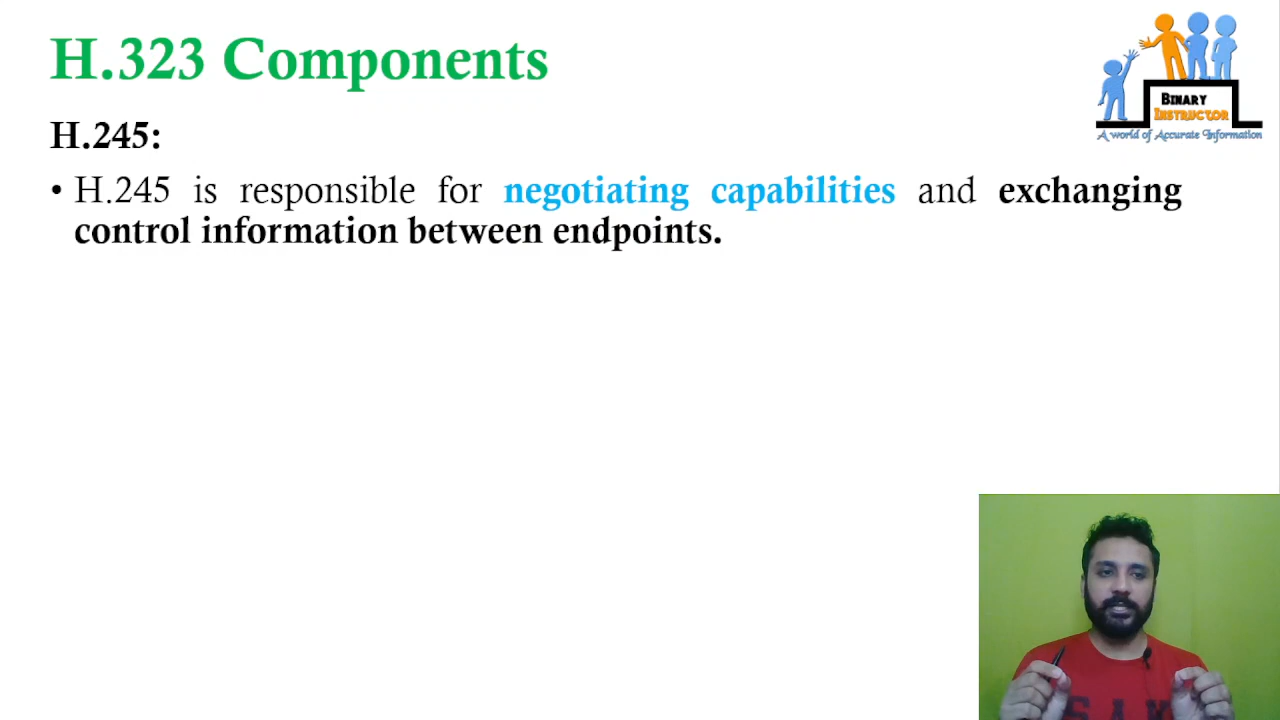 H.323 Components
BINARY
INSTRUCTOR
A world of Accurate Information
H.245:
• H.245 is responsible for negotiating capabilities and exchanging
control information between endpoints.